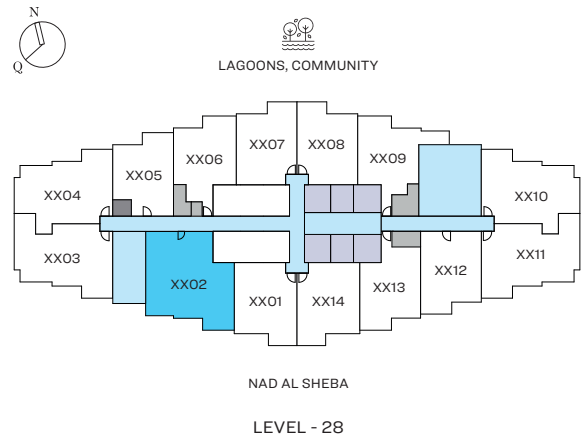 N
Q
LAGOONS, COMMUNITY
XX07
XX08
XX06
XX09
XX05
XX04
XX10
XX03
XX11
XX02
XX12
XX01
XX14
XX13
NAD AL SHEBA
LEVEL - 28